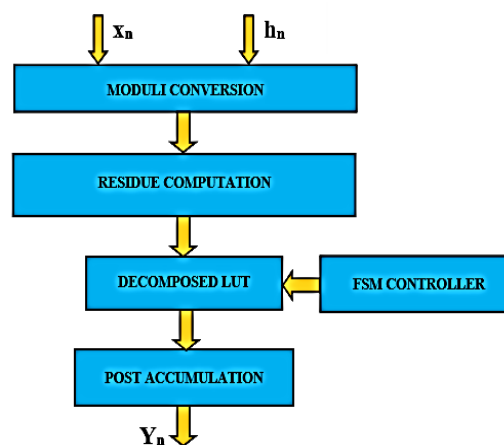 xn hn
MODULI CONVERSION
RESIDUE COMPUTATION
DECOMPOSED LUT
FSM CONTROLLER
POST ACCUMULATION
Yn